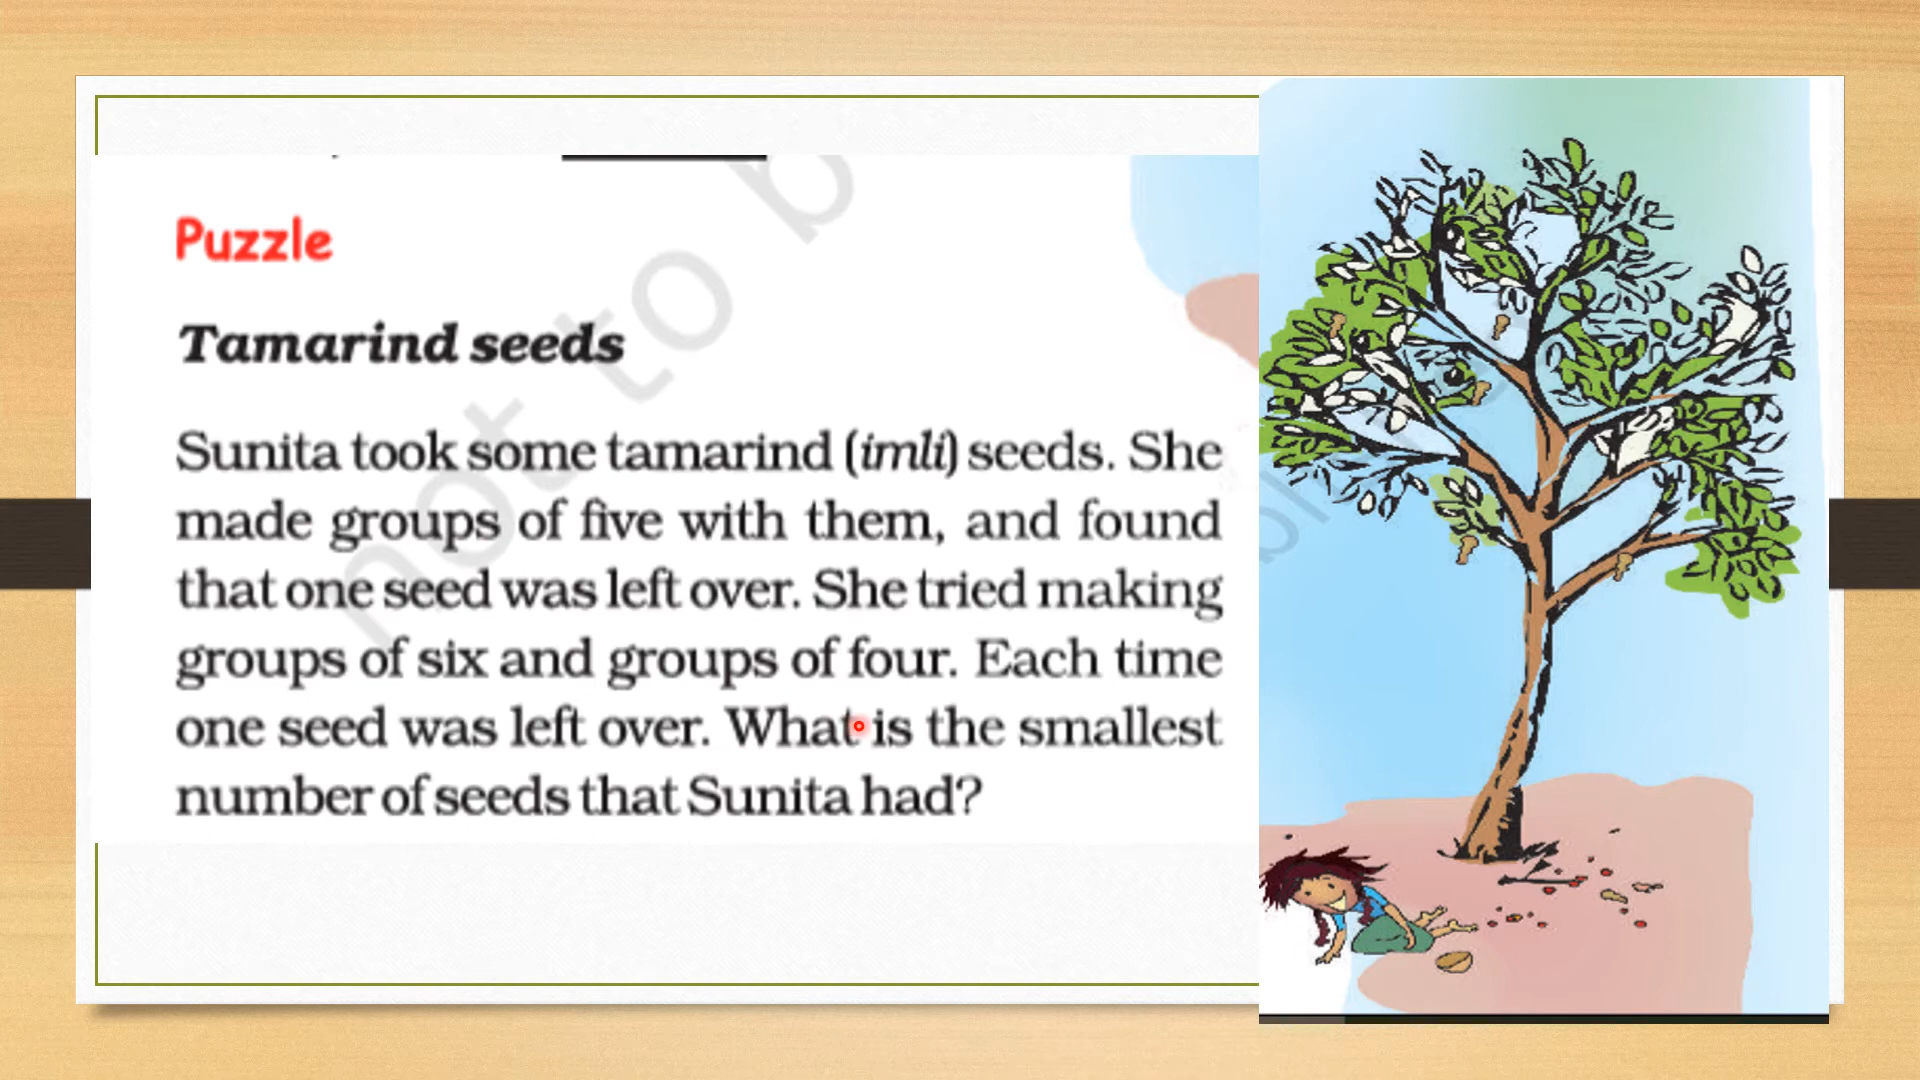 Puzzle
Tamarind seeds
Sunita took some tamarind (imli) seeds. She
made groups of five with them, and found
that one seed was left over. She tried making
groups of six and groups of four. Each time
one seed was left over. What is the smallest
number of seeds that Sunita had?
not to b